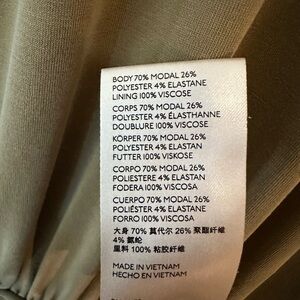 BODY 70% MODAL 26%
POLYESTER 4% ELASTANE
LINING 100% VISCOSE
CORPS 70% MODAL 26%
POLYESTER 4% ÉLASTHANNE
DOUBLURE 100% VISCOSE
KÖRPER 70% MODAL 26%
POLYESTER 4% ELASTAN
FUTTER 100% VISKOSE
CORPO 70% MODAL 26%
POLIESTERE 4% ELASTANE
FODERA 100% VISCOSA
CUERPO 70% MODAL 26%
POLIÉSTER 4% ELASTANE
FORRO 100% VISCOSA
大身 70% 莫代尔 26% 聚酯纤维
4% 氨纶
里料 100% 粘胶纤维
MADE IN VIETNAM
HECHO EN VIETNAM